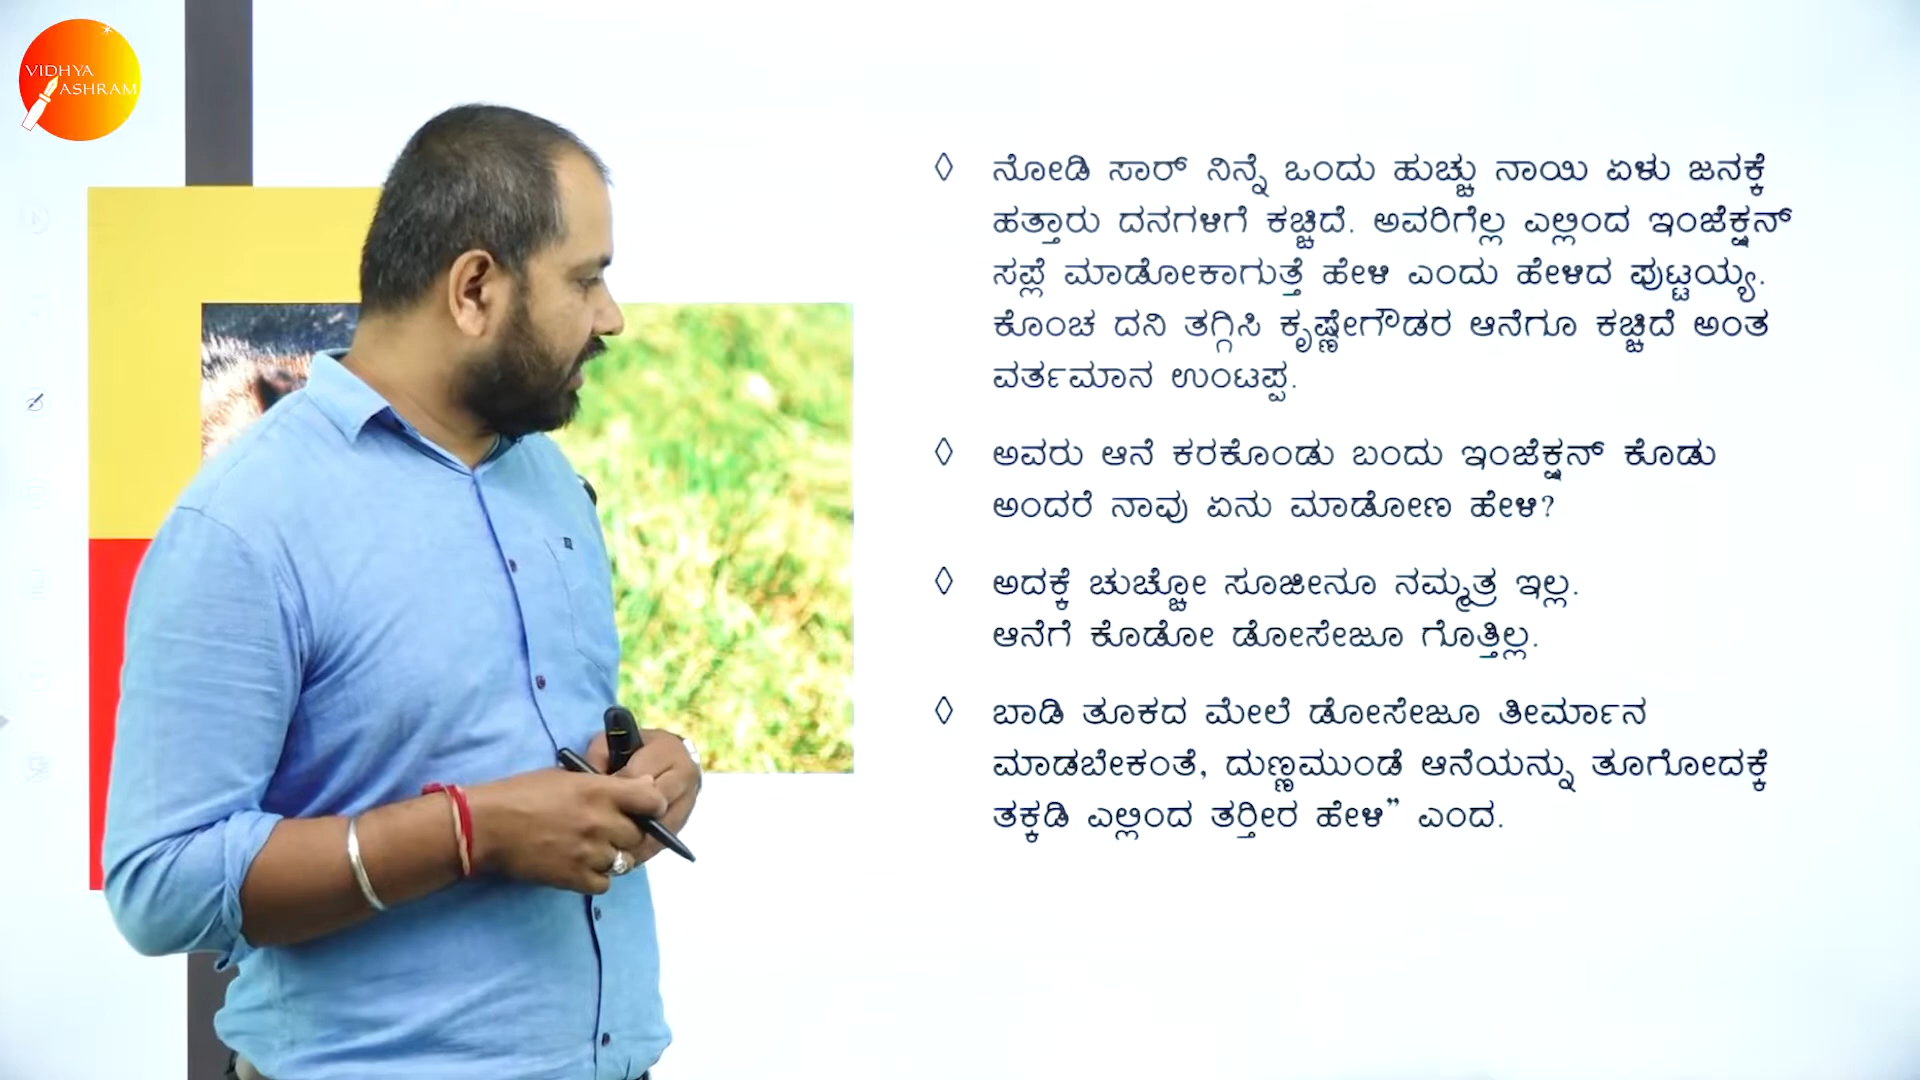 VIDHYA
ASHRAM
◊ ನೋಡಿ ಸಾರ್ ನಿನ್ನೆ ಒಂದು ಹುಚ್ಚು ನಾಯಿ ಏಳು ಜನಕ್ಕೆ
ಹತ್ತಾರು ದನಗಳಿಗೆ ಕಚ್ಚಿದೆ. ಅವರಿಗೆಲ್ಲ ಎಲ್ಲಿಂದ ಇಂಜೆಕ್ಷನ್
ಸಪ್ಲೆ ಮಾಡೋಕಾಗುತ್ತೆ ಹೇಳಿ ಎಂದು ಹೇಳಿದ ಪುಟ್ಟಯ್ಯ.
ಕೊಂಚ ದನಿ ತಗ್ಗಿಸಿ ಕೃಷ್ಣೇಗೌಡರ ಆನೆಗೂ ಕಚ್ಚಿದೆ ಅಂತ
ವರ್ತಮಾನ ಉಂಟಪ್ಪ.
◊ ಅವರು ಆನೆ ಕರಕೊಂಡು ಬಂದು ಇಂಜೆಕ್ಷನ್ ಕೊಡು
ಅಂದರೆ ನಾವು ಏನು ಮಾಡೋಣ ಹೇಳಿ?
◊ ಅದಕ್ಕೆ ಚುಚ್ಚೋ ಸೂಜೀನೂ ನಮ್ಮತ್ರ ಇಲ್ಲ.
ಆನೆಗೆ ಕೊಡೋ ಡೋಸೇಜೂ ಗೊತ್ತಿಲ್ಲ.
◊ ಬಾಡಿ ತೂಕದ ಮೇಲೆ ಡೋಸೇಜೂ ತೀರ್ಮಾನ
ಮಾಡಬೇಕಂತೆ, ದುಣ್ಣಮುಂಡೆ ಆನೆಯನ್ನು ತೂಗೋದಕ್ಕೆ
ತಕ್ಕಡಿ ಎಲ್ಲಿಂದ ತರ‍್ತೀರ ಹೇಳಿ” ಎಂದ.